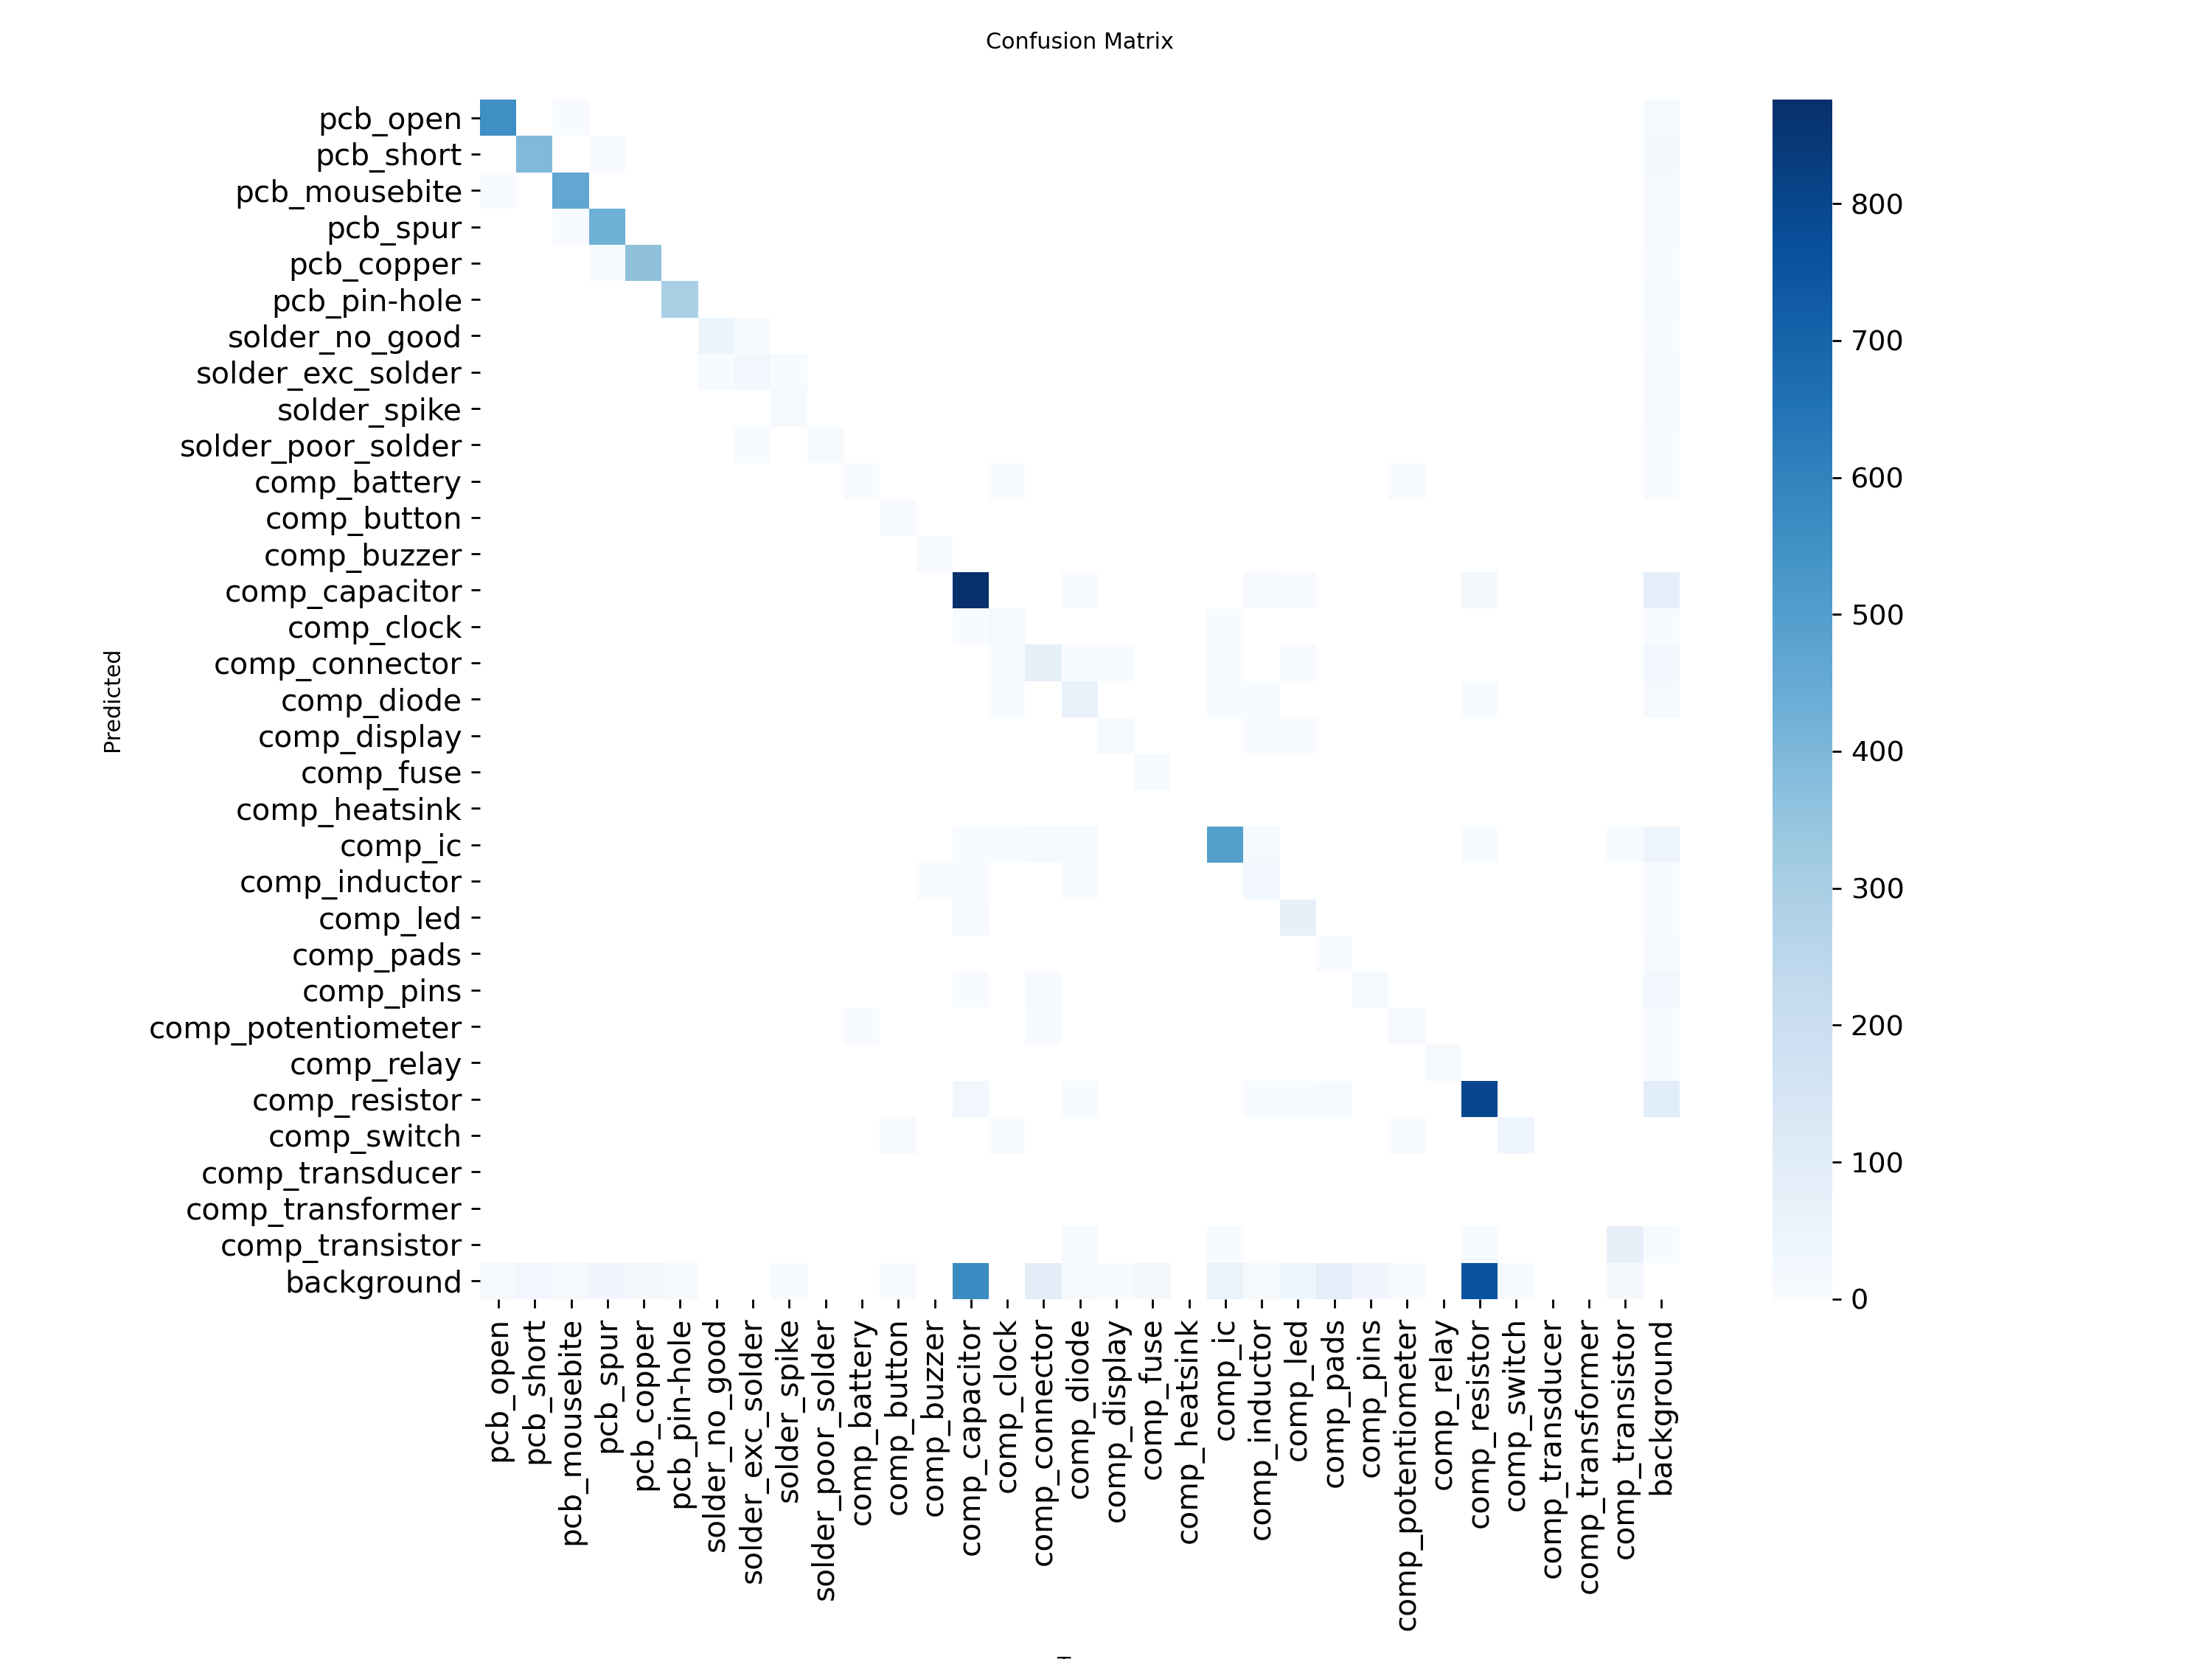 Confusion Matrix
pcb_open
pcb_short
pcb_mousebite
pcb_spur
pcb_copper
pcb_pin-hole
solder_no_good
solder_exc_solder
solder_spike
solder_poor_solder
comp_battery
comp_button
comp_buzzer
comp_capacitor
comp_clock
comp_connector
comp_diode
comp_display
comp_fuse
comp_heatsink
comp_ic
comp_inductor
comp_led
comp_pads
comp_pins
comp_potentiometer
comp_relay
comp_resistor
comp_switch
comp_transducer
comp_transformer
comp_transistor
background
Predicted
pcb_open
pcb_short
pcb_mousebite
pcb_spur
pcb_copper
pcb_pin-hole
solder_no_good
solder_exc_solder
solder_spike
solder_poor_solder
comp_battery
comp_button
comp_buzzer
comp_capacitor
comp_clock
comp_connector
comp_diode
comp_display
comp_fuse
comp_heatsink
comp_ic
comp_inductor
comp_led
comp_pads
comp_pins
comp_potentiometer
comp_relay
comp_resistor
comp_switch
comp_transducer
comp_transformer
comp_transistor
background
800
700
600
500
400
300
200
100
0